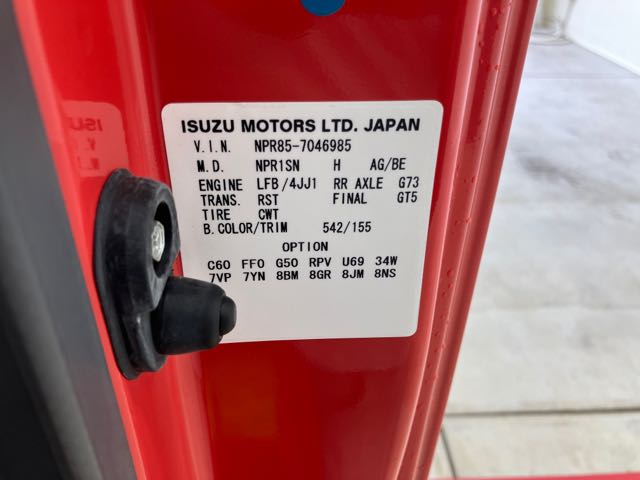 ISUZU MOTORS LTD. JAPAN
V.I.N. NPR85-7046985
M.D. NPR1SN H AG/BE
ENGINE LFB/4JJ1 RR AXLE G73
TRANS. RST FINAL GT5
TIRE CWT
B.COLOR/TRIM 542/155
OPTION
C60 FF0 G50 RPV U69 34W
7VP 7YN 8BM 8GR 8JM 8NS